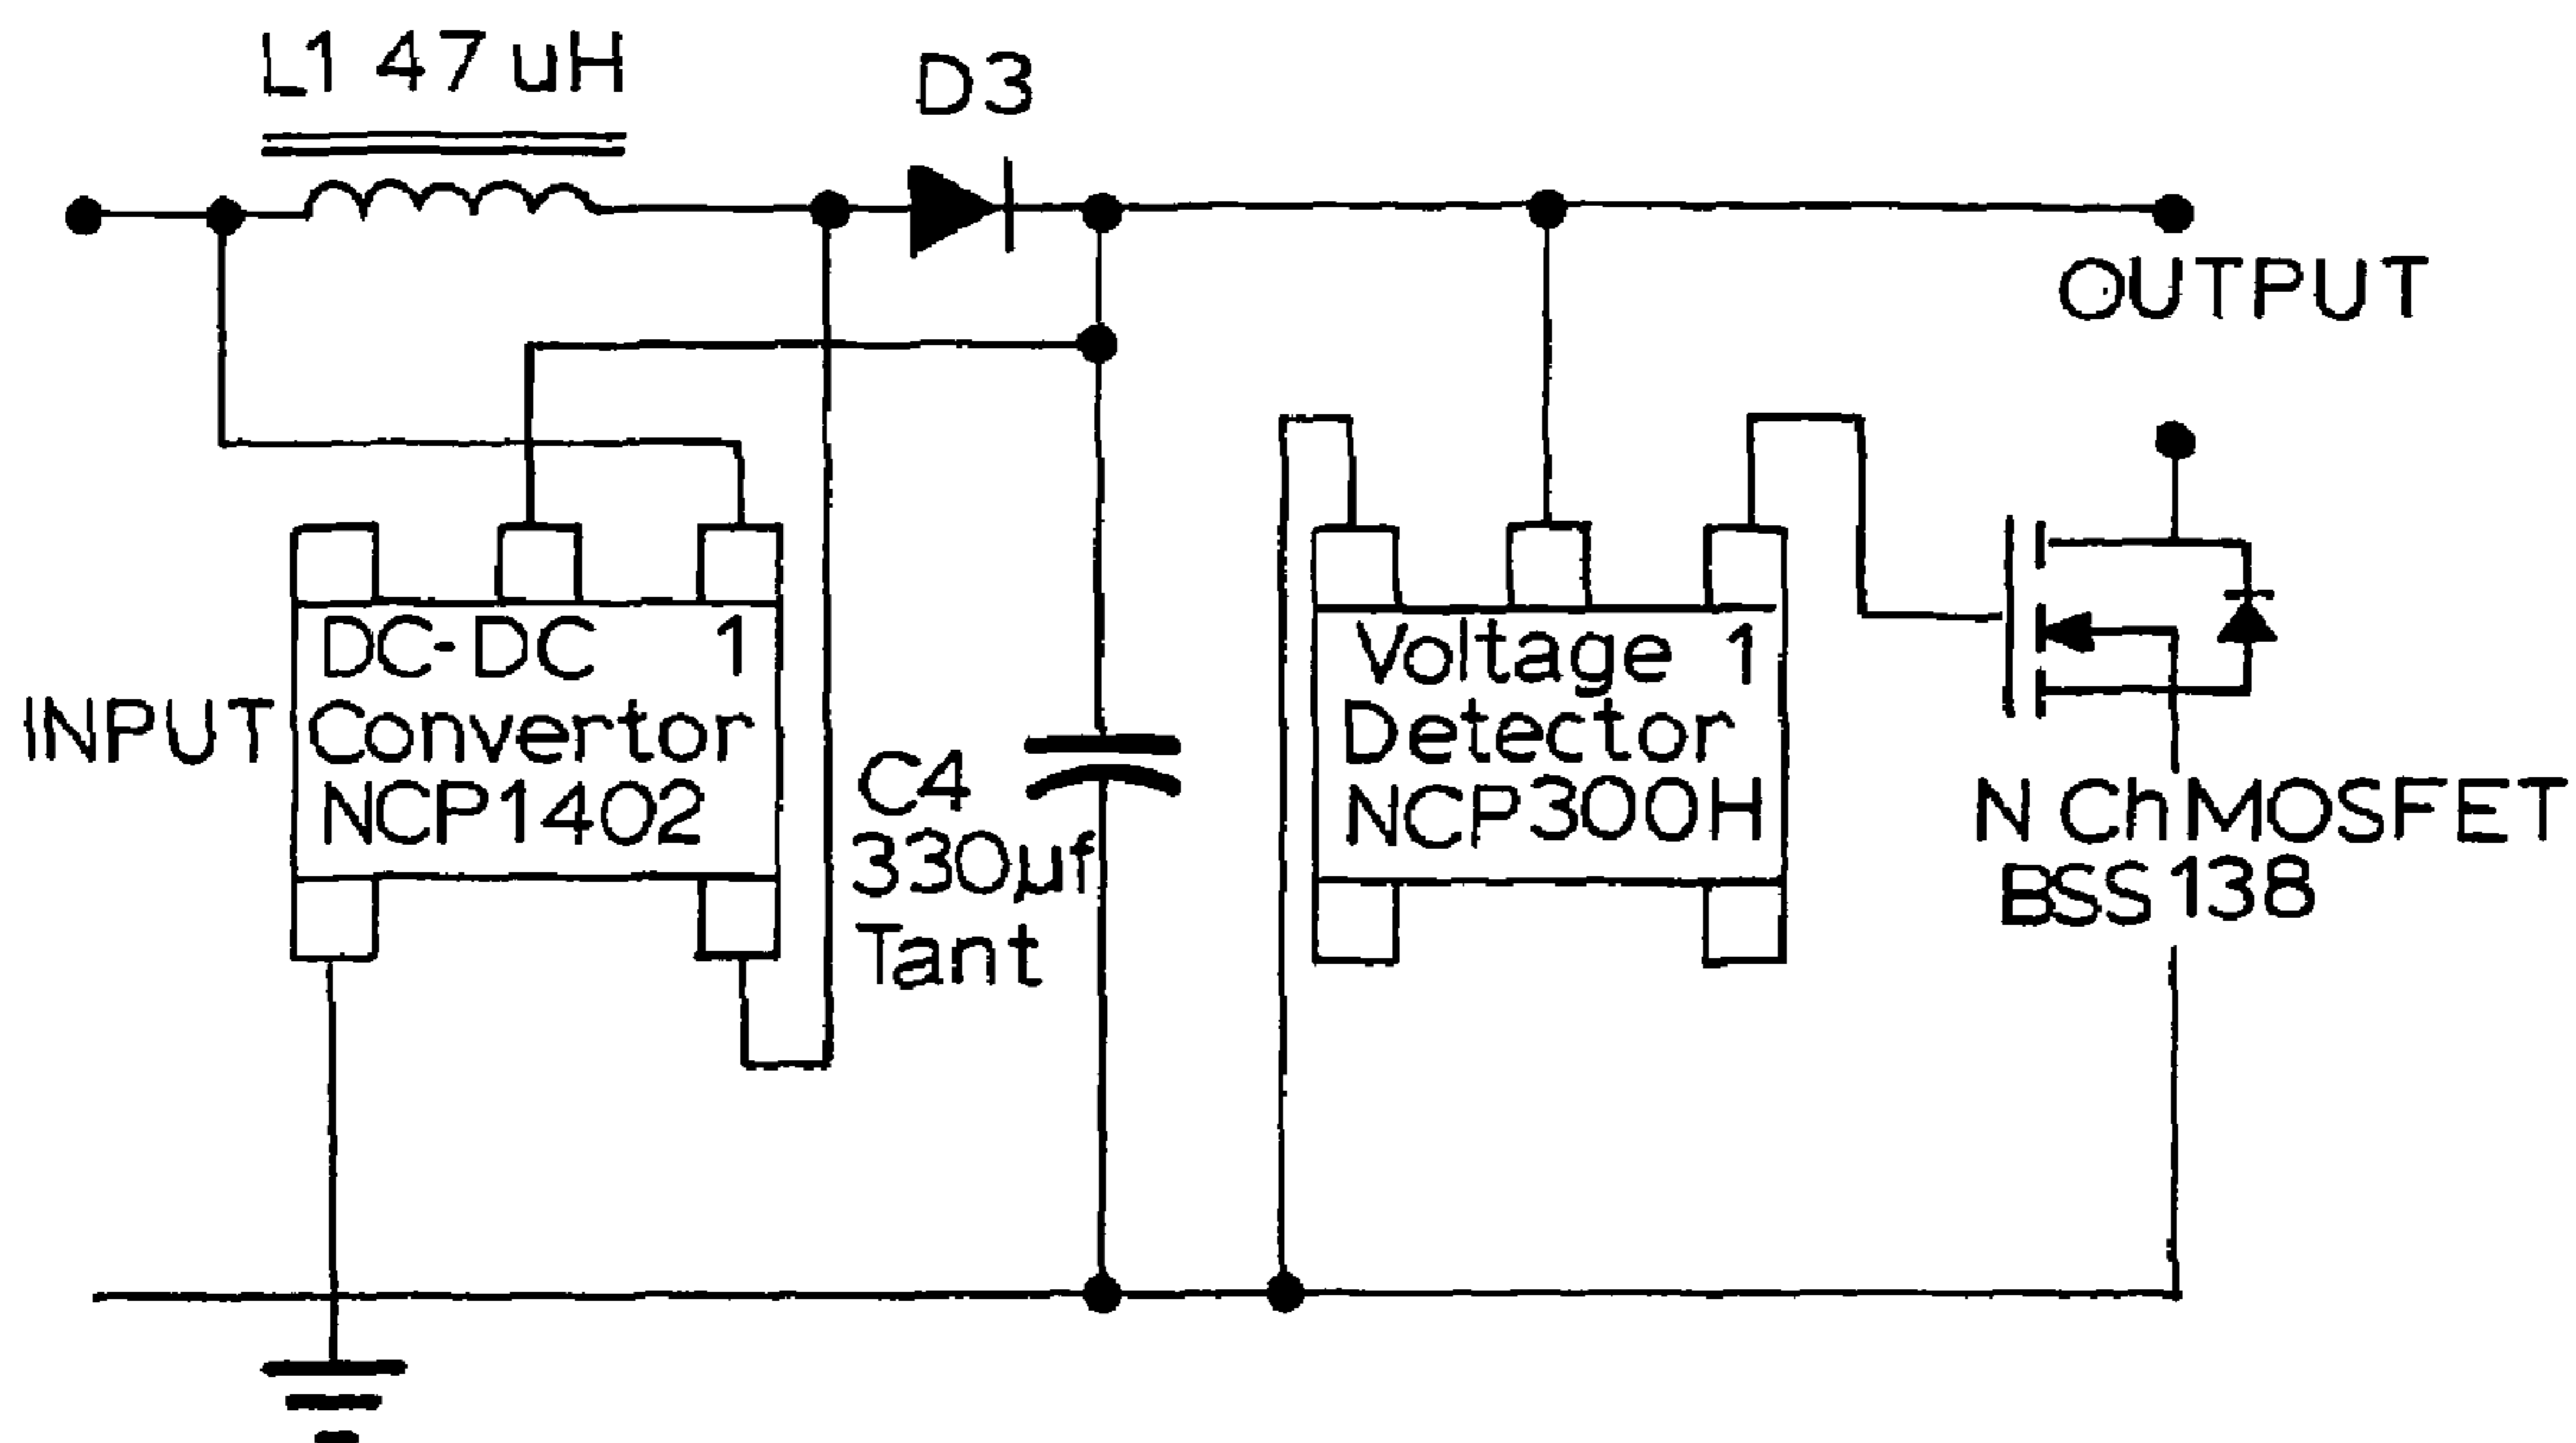 L1 47 uH
D3
OUTPUT
INPUT
DC-DC 1
Convertor
NCP1402
C4
330µf
Tant
Voltage 1
Detector
NCP300H
N Ch MOSFET
BSS138